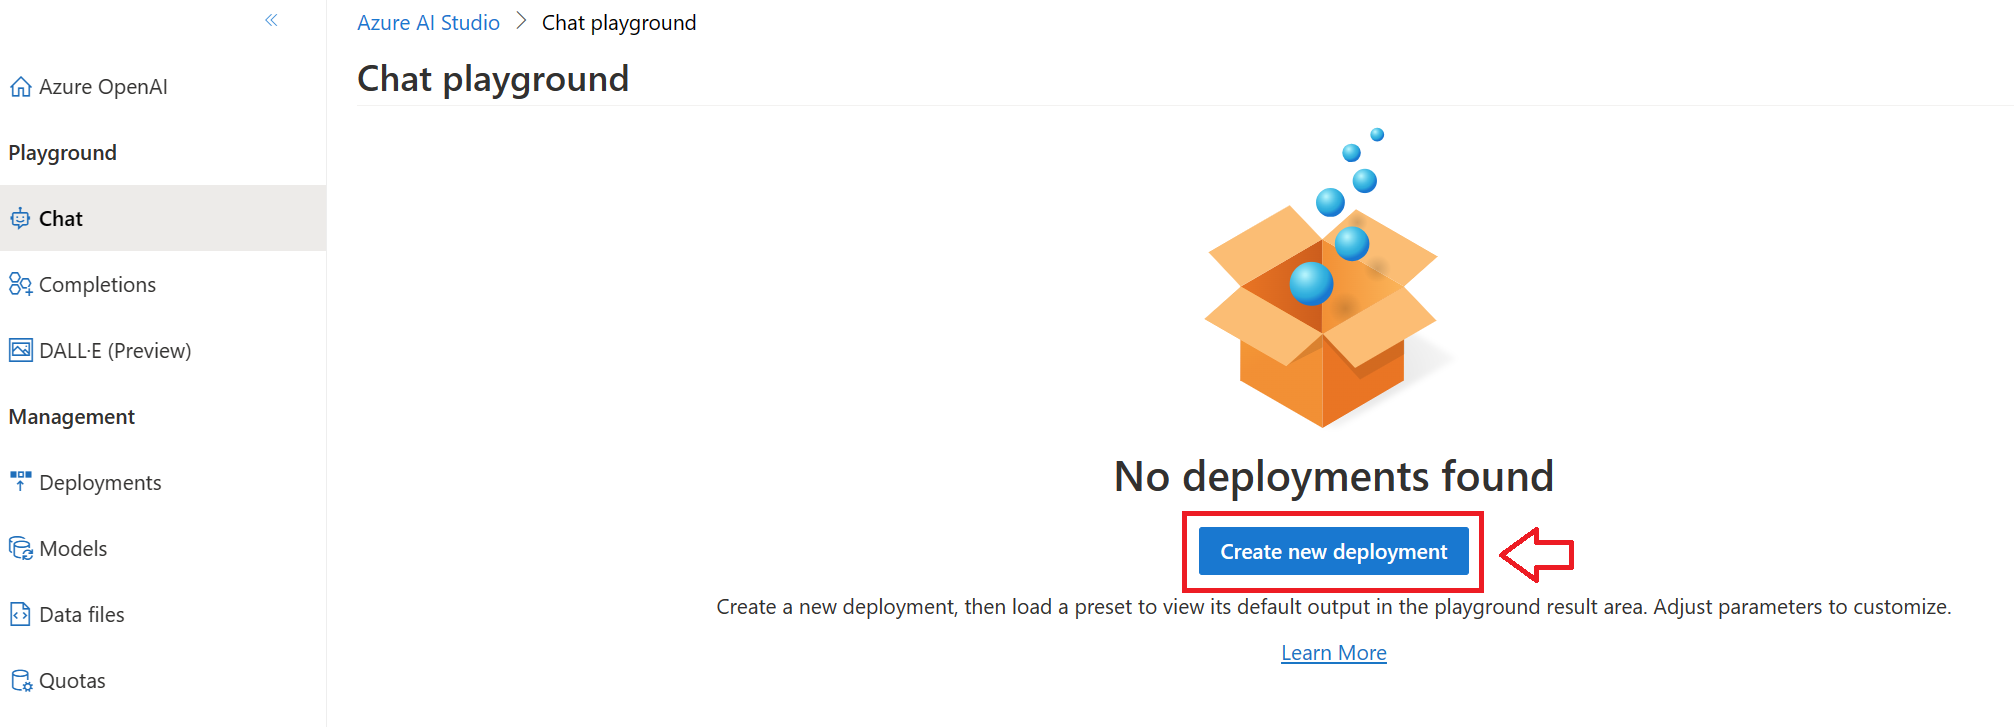 Azure AI Studio > Chat playground
Azure OpenAI
Playground
Chat
Completions
DALL·E (Preview)
Management
Deployments
Models
Data files
Quotas
Chat playground
No deployments found
Create new deployment
Create a new deployment, then load a preset to view its default output in the playground result area. Adjust parameters to customize.
Learn More